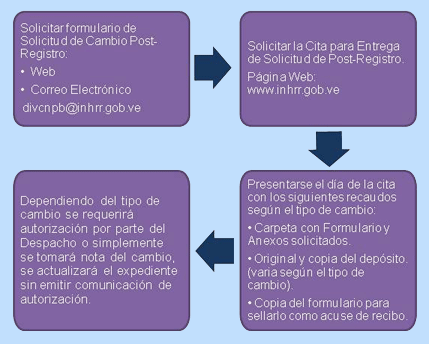 Solicitar formulario de
Solicitud de Cambio Post-
Registro:
• Web
• Correo Electrónico
divcnpb@inhrr.gob.ve
Solicitar la Cita para Entrega
de Solicitud de Post-Registro.
Página Web:
www.inhrr.gob.ve
Presentarse el día de la cita
con los siguientes recaudos
según el tipo de cambio:
•Carpeta con Formulario y
Anexos solicitados.
•Original y copia del depósito.
(varia según el tipo de
cambio).
•Copia del formulario para
sellarlo como acuse de recibo.
Dependiendo del tipo de
cambio se requerirá
autorización por parte del
Despacho o simplemente
se tomará nota del cambio,
se actualizará el expediente
sin emitir comunicación de
autorización.